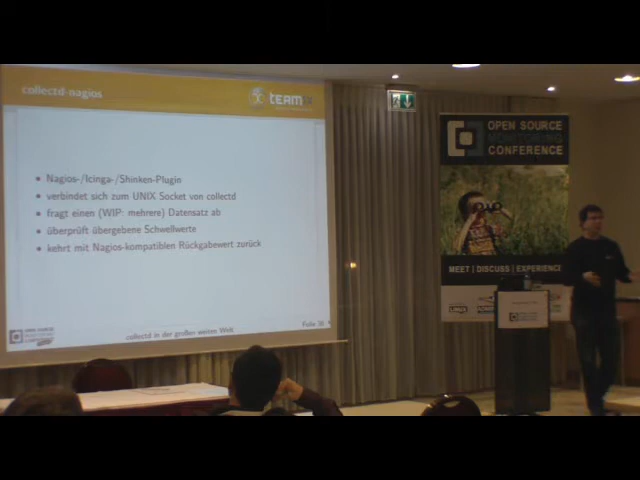 collectd-nagios
TEAM
• Nagios-/Icinga-/Shinken-Plugin
• verbindet sich zum UNIX Socket von collectd
• fragt einen (WIP: mehrere) Datensatz ab
• überprüft übergebene Schwellwerte
• kehrt mit Nagios-kompatiblen Rückgabewert zurück
collectd in der großen weiten Welt
OPEN SOURCE
MONITORING
CONFERENCE
MEET | DISCUSS | EXPERIENCE